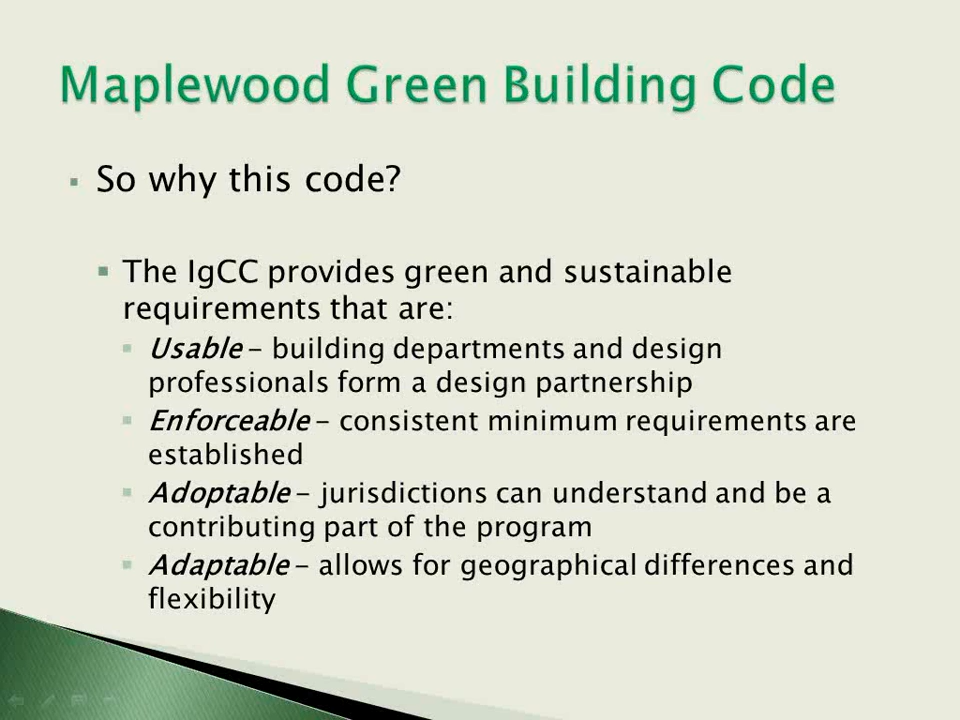 Maplewood Green Building Code
So why this code?
The IgCC provides green and sustainable
requirements that are:
Usable - building departments and design
professionals form a design partnership
Enforceable - consistent minimum requirements are
established
Adoptable - jurisdictions can understand and be a
contributing part of the program
Adaptable - allows for geographical differences and
flexibility